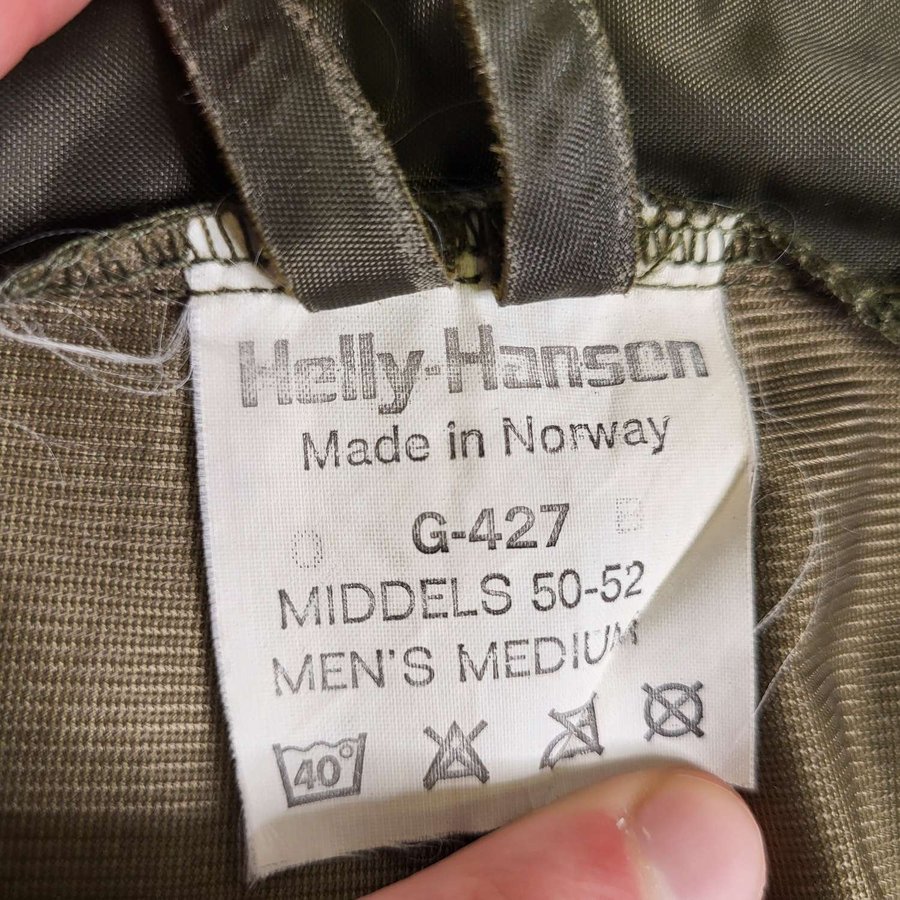 Helly-Hansen
Made in Norway
O G-427 B
MIDDELS 50-52
MEN'S MEDIUM
40°